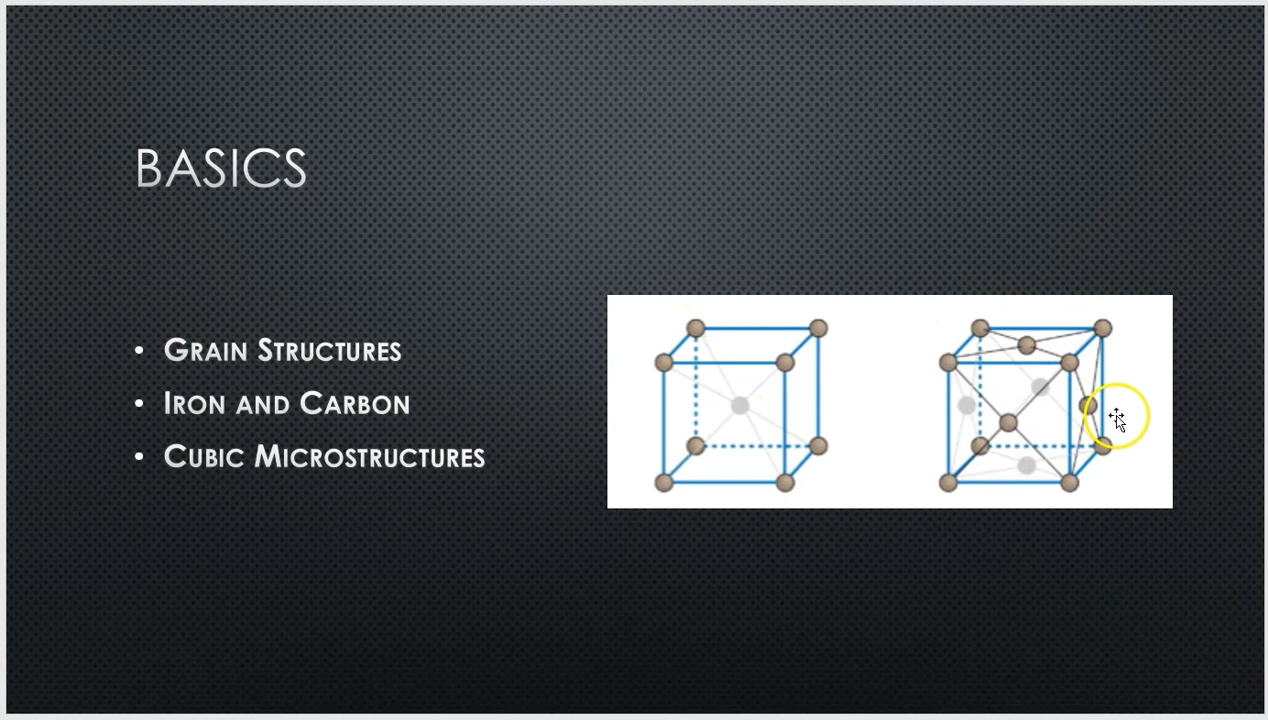 BASICS
• GRAIN STRUCTURES
• IRON AND CARBON
• CUBIC MICROSTRUCTURES